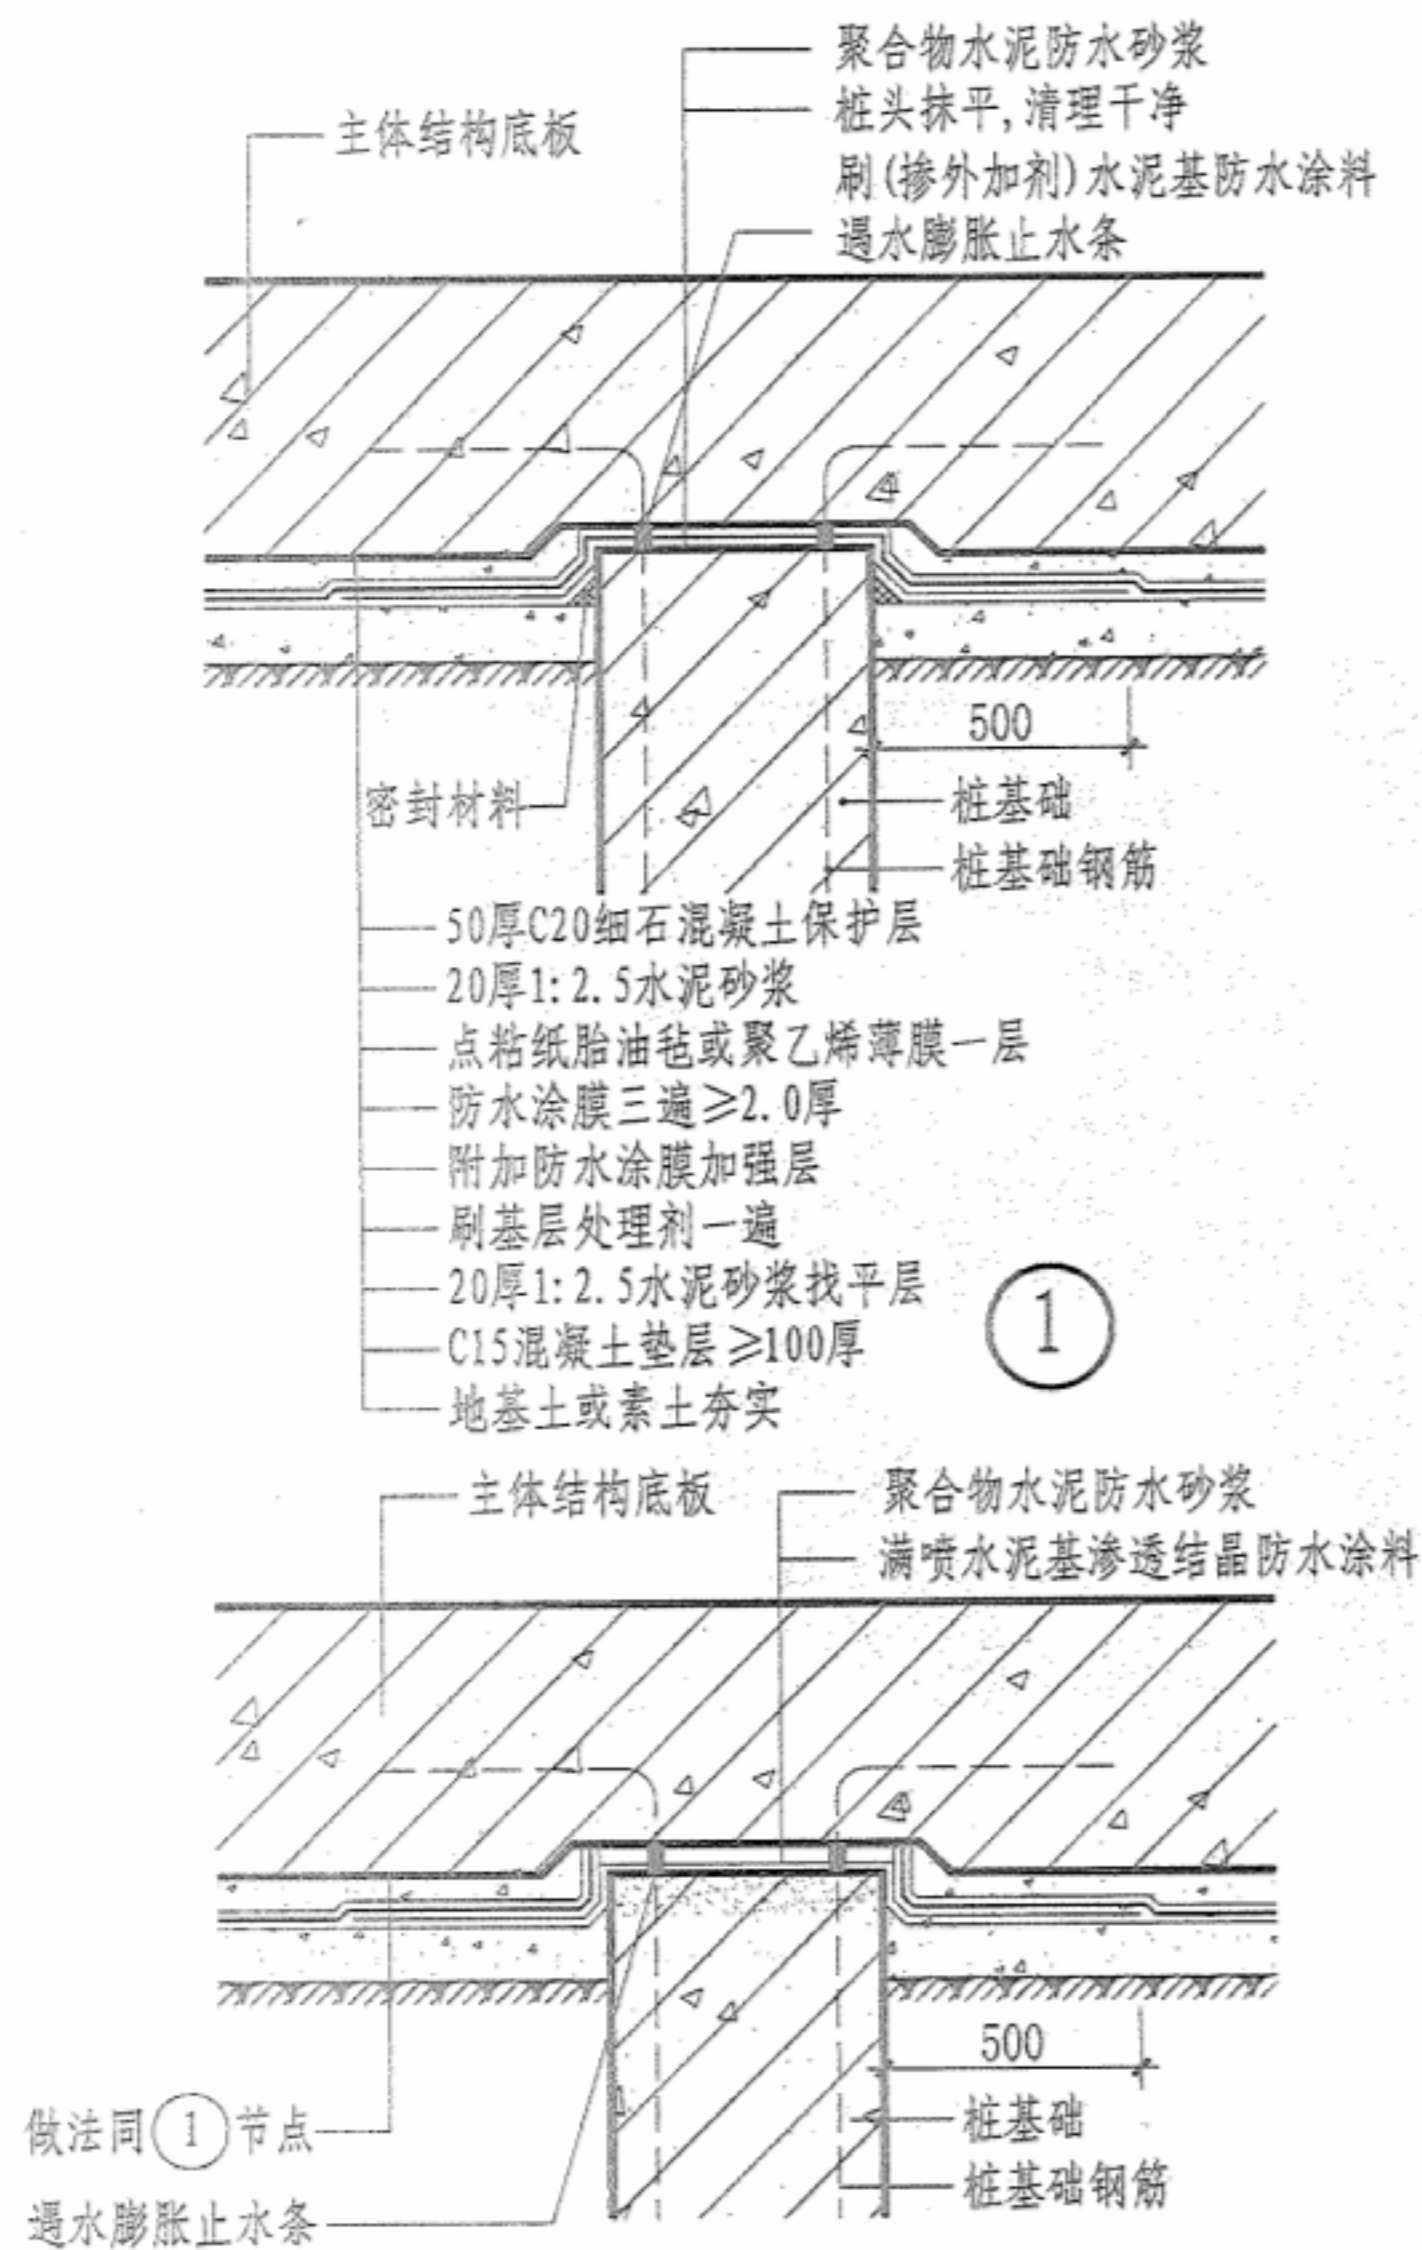 聚合物水泥防水砂浆
桩头抹平,清理干净
刷(掺外加剂)水泥基防水涂料
遇水膨胀止水条
主体结构底板
500
密封材料
桩基础
桩基础钢筋
50厚C20细石混凝土保护层
20厚1:2.5水泥砂浆
点粘纸胎油毡或聚乙烯薄膜一层
防水涂膜三遍≥2.0厚
附加防水涂膜加强层
刷基层处理剂一遍
20厚1:2.5水泥砂浆找平层
C15混凝土垫层≥100厚
地基土或素土夯实
1
主体结构底板
聚合物水泥防水砂浆
满喷水泥基渗透结晶防水涂料
500
桩基础
桩基础钢筋
做法同1节点
遇水膨胀止水条